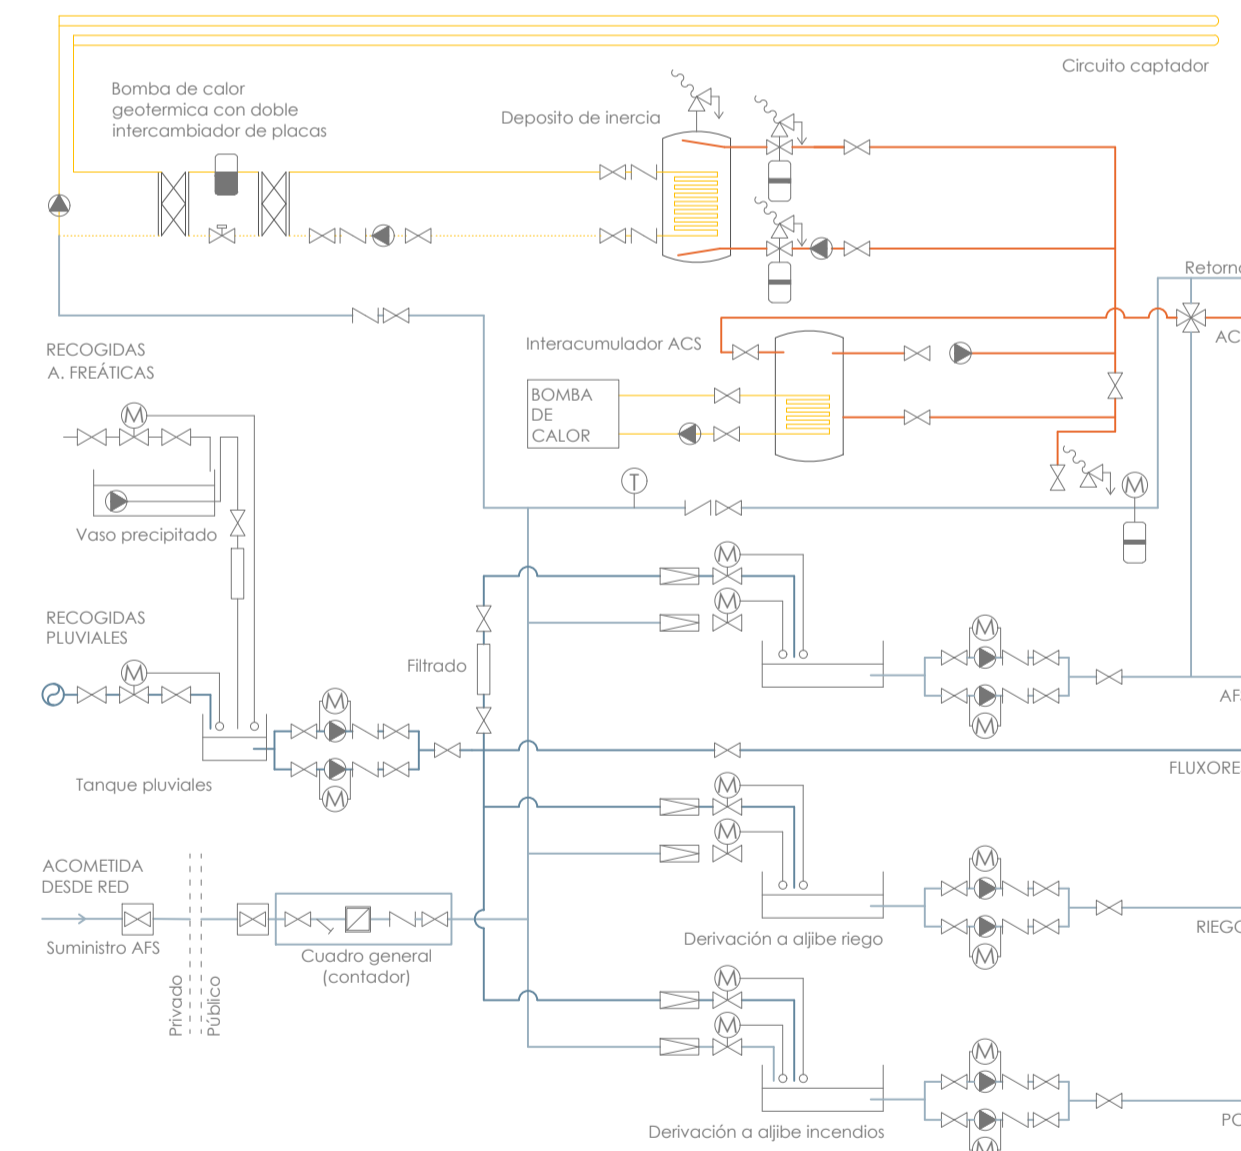 Circuito captador
Bomba de calor
geotermica con doble
intercambiador de placas
Deposito de inercia
Retorno
AC
Interacumulador ACS
BOMBA
DE
CALOR
RECOGIDAS
A. FREÁTICAS
M
T
M
Vaso precipitado
M
M
RECOGIDAS
PLUVIALES
M
Filtrado
M
M
M
AF
Tanque pluviales
M
M
FLUXORE
M
M
ACOMETIDA
DESDE RED
Suministro AFS
Cuadro general
(contador)
Privado
Público
Derivación a aljibe riego
M
M
RIEGO
M
M
Derivación a aljibe incendios
M
M
PC